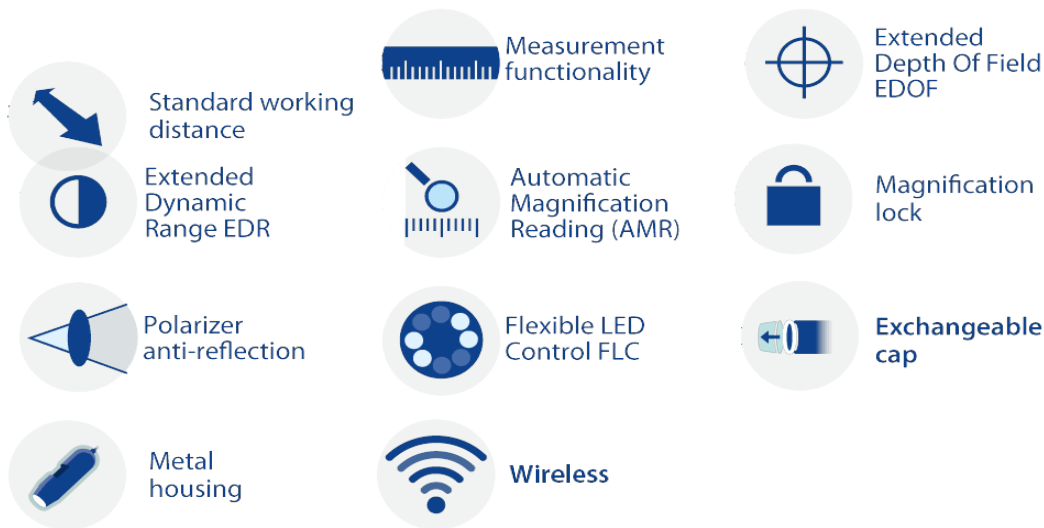 Standard working
distance
Measurement
functionality
Extended
Depth Of Field
EDOF
Extended
Dynamic
Range EDR
Automatic
Magnification
Reading (AMR)
Magnification
lock
Polarizer
anti-reflection
Flexible LED
Control FLC
Exchangeable
cap
Metal
housing
Wireless